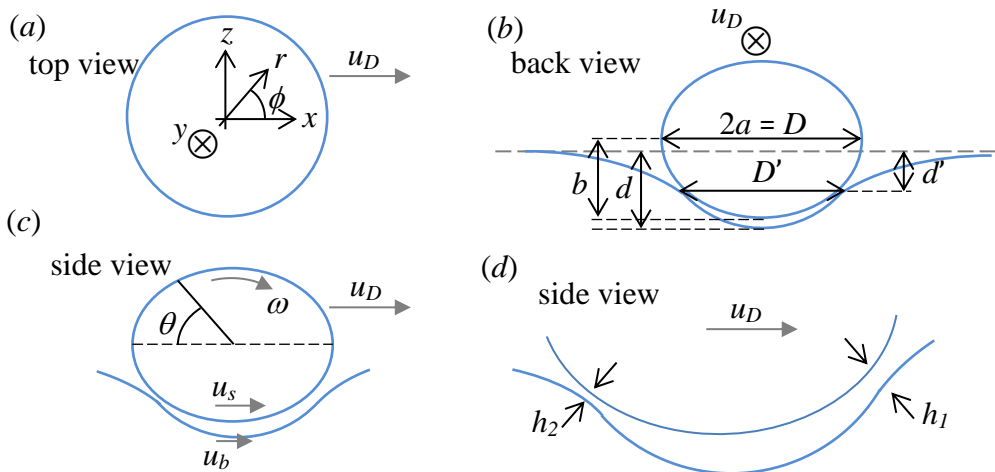 (a)
top view
z
r
ϕ
x
y
u_D
(b)
back view
u_D
2a = D
D'
b
d
d'
(c)
side view
θ
ω
u_D
u_s
u_b
(d)
side view
u_D
h_2
h_1